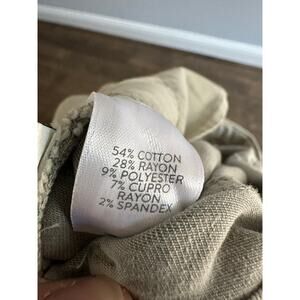 54% COTTON
28% RAYON
9% POLYESTER
7% CUPRO
RAYON
2% SPANDEX